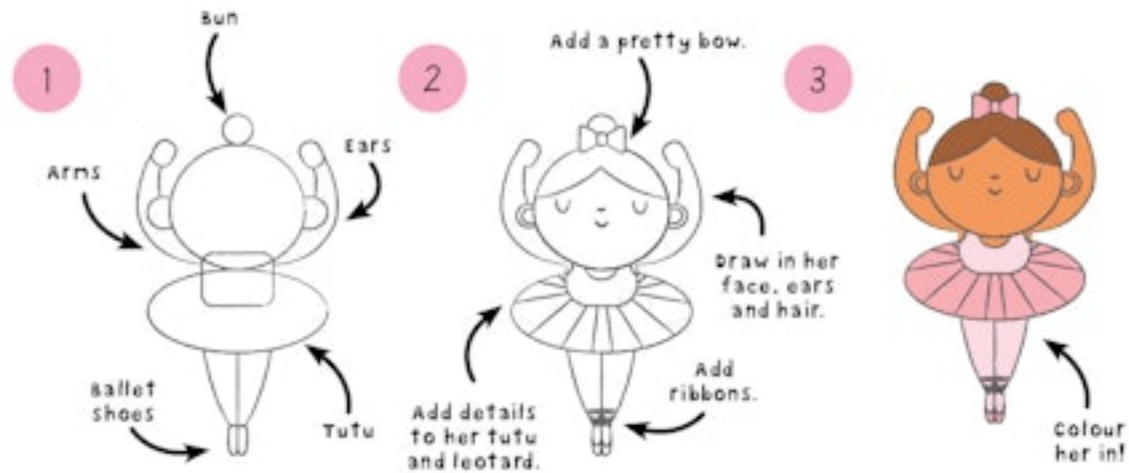 1
Bun
Arms
Ears
Ballet
shoes
Tutu
2
Add a pretty bow.
Draw in her
face, ears
and hair.
Add details
to her tutu
and leotard.
Add
ribbons.
3
Colour
her in!